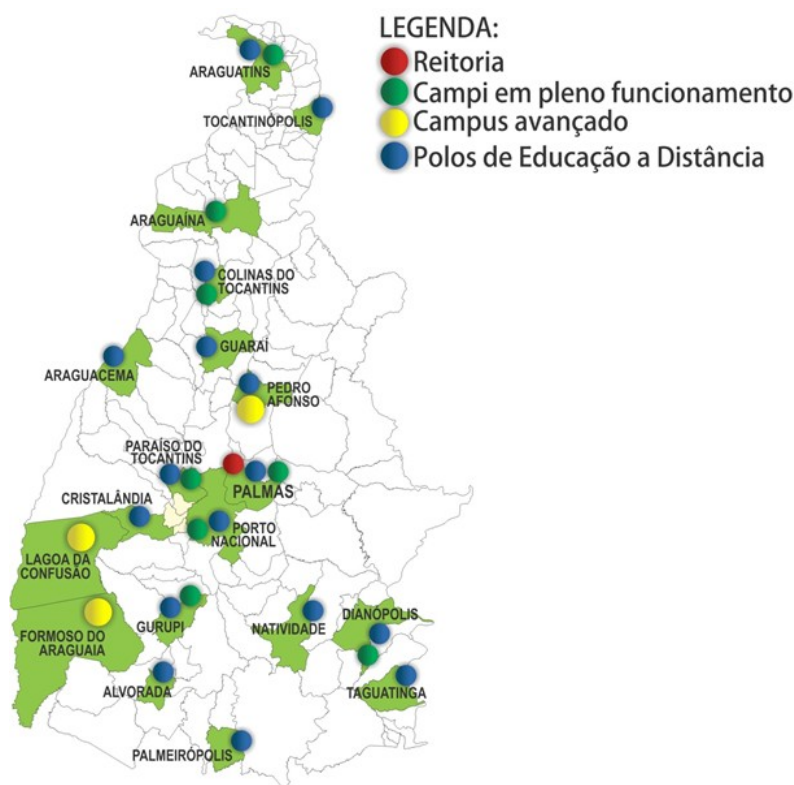 LEGENDA:
Reitoria
Campi em pleno funcionamento
Campus avançado
Polos de Educação a Distância
ARAGUATINS
TOCANTINÓPOLIS
ARAGUAÍNA
COLINAS DO
TOCANTINS
GUARAÍ
ARAGUACEMA
PEDRO
AFONSO
PARAÍSO DO
TOCANTINS
PALMAS
CRISTALÂNDIA
PORTO
NACIONAL
LAGOA DA
CONFUSÃO
FORMOSO DO
ARAGUAIA
GURUPI
NATIVIDADE
DIANÓPOLIS
ALVORADA
TAGUATINGA
PALMEIRÓPOLIS